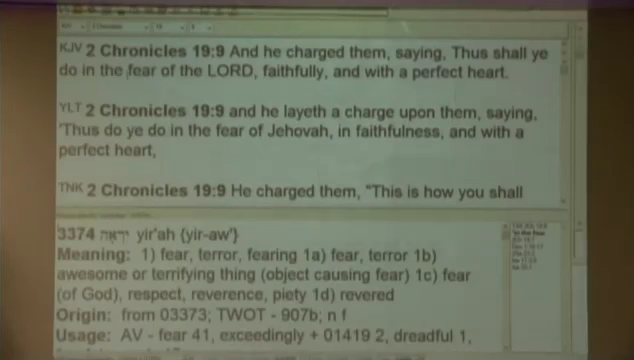 KJV 2 Chronicles 19:9 And he charged them, saying, Thus shall ye
do in the fear of the LORD, faithfully, and with a perfect heart.
YLT 2 Chronicles 19:9 and he layeth a charge upon them, saying,
'Thus do ye do in the fear of Jehovah, in faithfulness, and with a
perfect heart,
TNK 2 Chronicles 19:9 He charged them, "This is how you shall
3374 יִרְאָה yir'ah {yir-aw'}
Meaning: 1) fear, terror, fearing 1a) fear, terror 1b)
awesome or terrifying thing (object causing fear) 1c) fear
(of God), respect, reverence, piety 1d) revered
Origin: from 03373; TWOT - 907b; n f
Usage: AV - fear 41, exceedingly + 01419 2, dreadful 1,